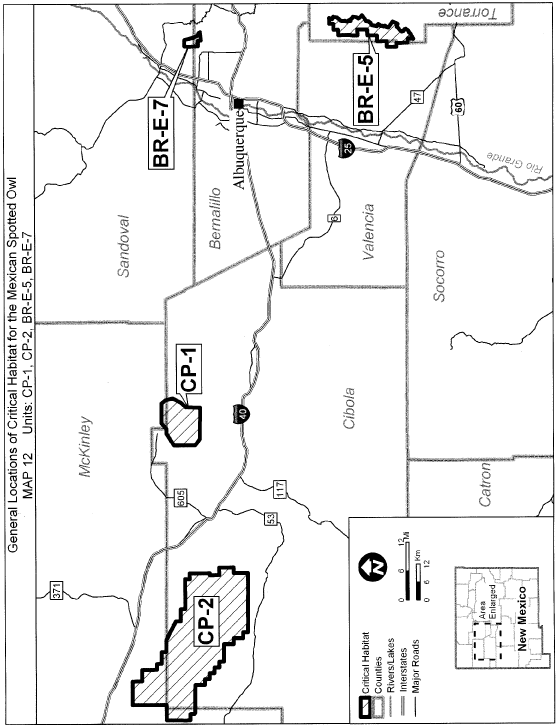 General Locations of Critical Habitat for the Mexican Spotted Owl
MAP 12 Units: CP-1, CP-2, BR-E-5, BR-E-7
371
McKinley
Sandoval
BR-E-7
BR-E-5
Torrance
CP-1
605
Bernalillo
Albuquerque
47
60
CP-2
53
40
25
Rio Grande
117
6
Cibola
Valencia
Socorro
Catron
Critical Habitat
Counties
Rivers/Lakes
Interstates
Major Roads
N
6 12 Mi
0
Km
0 6 12
Area
Enlarged
New Mexico